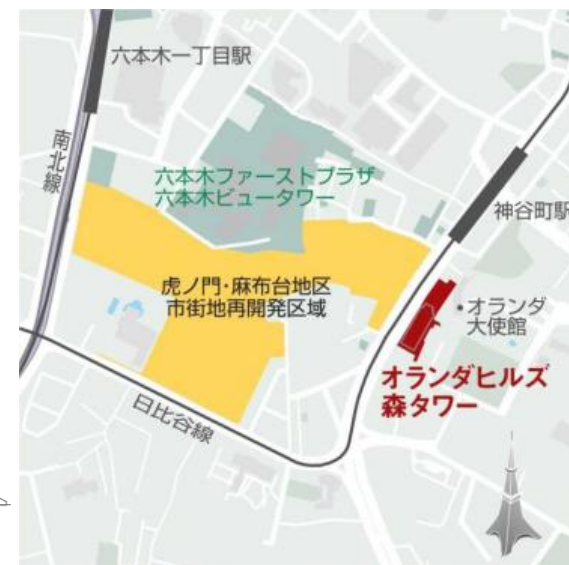 六本木一丁目駅
南北線
六本木ファーストプラザ
六本木ビュータワー
神谷町駅
虎ノ門・麻布台地区
市街地再開発区域
・オランダ
大使館
オランダヒルズ
森タワー
日比谷線